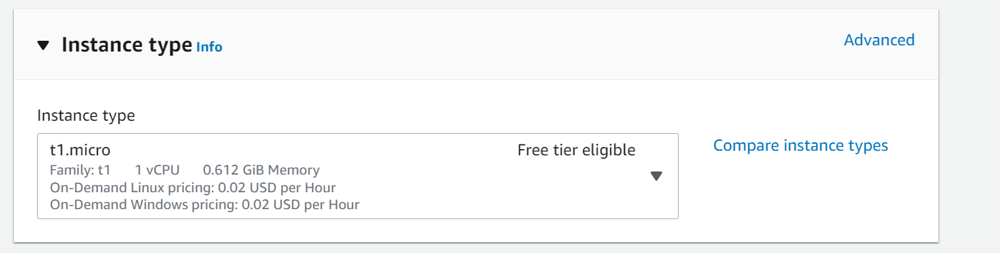 Instance type Info
Advanced
Instance type
t1.micro Free tier eligible
Family: t1 1 vCPU 0.612 GiB Memory
On-Demand Linux pricing: 0.02 USD per Hour
On-Demand Windows pricing: 0.02 USD per Hour
Compare instance types